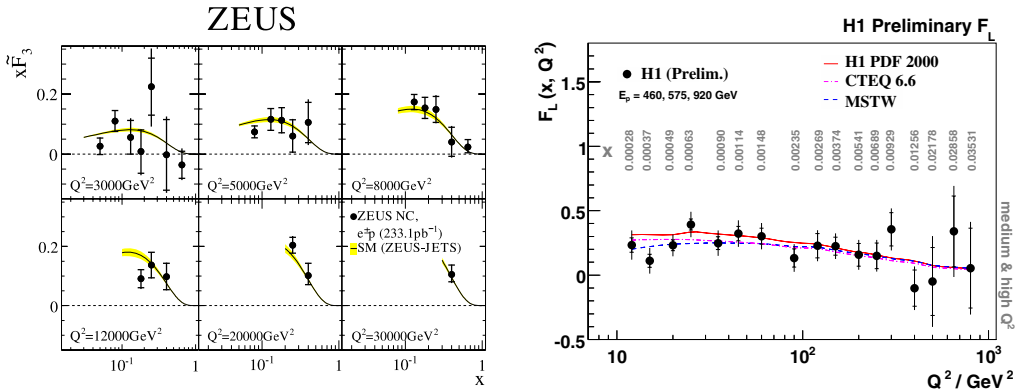 ZEUS
xF̃₃
0.2
0
Q²=3000GeV²
Q²=5000GeV²
Q²=8000GeV²
0.2
0
ZEUS NC,
e±p (233.1pb⁻¹)
SM (ZEUS-JETS)
Q²=12000GeV²
Q²=20000GeV²
Q²=30000GeV²
10⁻¹ 1 10⁻¹ 1 10⁻¹ 1
x
H1 Preliminary F_L
F_L (x, Q²)
H1 (Prelim.)
E_p = 460, 575, 920 GeV
H1 PDF 2000
CTEQ 6.6
MSTW
1.5
1
0.5
0
-0.5
x
0.00028
0.00037
0.00049
0.00063
0.00090
0.00114
0.00148
0.00235
0.00269
0.00374
0.00541
0.00689
0.00929
0.01256
0.02178
0.02858
0.03531
medium & high Q²
10 10² 10³
Q² / GeV²